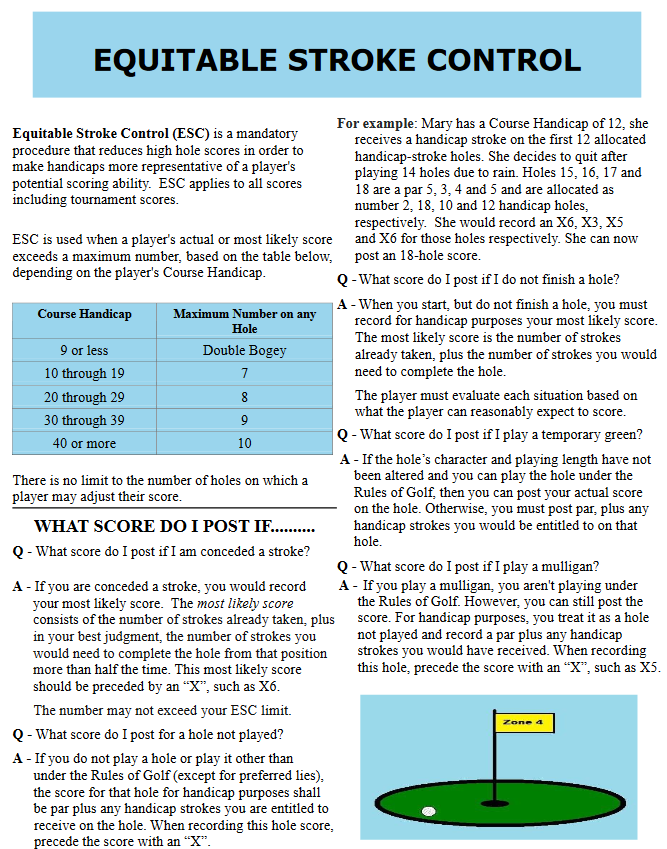 EQUITABLE STROKE CONTROL
Equitable Stroke Control (ESC) is a mandatory
procedure that reduces high hole scores in order to
make handicaps more representative of a player's
potential scoring ability.  ESC applies to all scores
including tournament scores.
ESC is used when a player's actual or most likely score
exceeds a maximum number, based on the table below,
depending on the player's Course Handicap.
Course Handicap
Maximum Number on any
Hole
9 or less
Double Bogey
10 through 19
7
20 through 29
8
30 through 39
9
40 or more
10
There is no limit to the number of holes on which a
player may adjust their score.
WHAT SCORE DO I POST IF..........
Q - What score do I post if I am conceded a stroke?
A - If you are conceded a stroke, you would record
your most likely score.  The most likely score
consists of the number of strokes already taken, plus
in your best judgment, the number of strokes you
would need to complete the hole from that position
more than half the time. This most likely score
should be preceded by an “X”, such as X6.
The number may not exceed your ESC limit.
Q - What score do I post for a hole not played?
A - If you do not play a hole or play it other than
under the Rules of Golf (except for preferred lies),
the score for that hole for handicap purposes shall
be par plus any handicap strokes you are entitled to
receive on the hole. When recording this hole score,
precede the score with an “X”.
For example: Mary has a Course Handicap of 12, she
receives a handicap stroke on the first 12 allocated
handicap-stroke holes. She decides to quit after
playing 14 holes due to rain. Holes 15, 16, 17 and
18 are a par 5, 3, 4 and 5 and are allocated as
number 2, 18, 10 and 12 handicap holes,
respectively.  She would record an X6, X3, X5
and X6 for those holes respectively. She can now
post an 18-hole score.
Q - What score do I post if I do not finish a hole?
A - When you start, but do not finish a hole, you must
record for handicap purposes your most likely score.
The most likely score is the number of strokes
already taken, plus the number of strokes you would
need to complete the hole.
The player must evaluate each situation based on
what the player can reasonably expect to score.
Q - What score do I post if I play a temporary green?
A - If the hole’s character and playing length have not
been altered and you can play the hole under the
Rules of Golf, then you can post your actual score
on the hole. Otherwise, you must post par, plus any
handicap strokes you would be entitled to on that
hole.
Q - What score do I post if I play a mulligan?
A - If you play a mulligan, you aren't playing under
the Rules of Golf. However, you can still post the
score. For handicap purposes, you treat it as a hole
not played and record a par plus any handicap
strokes you would have received. When recording
this hole, precede the score with an “X”, such as X5.
Zone 4